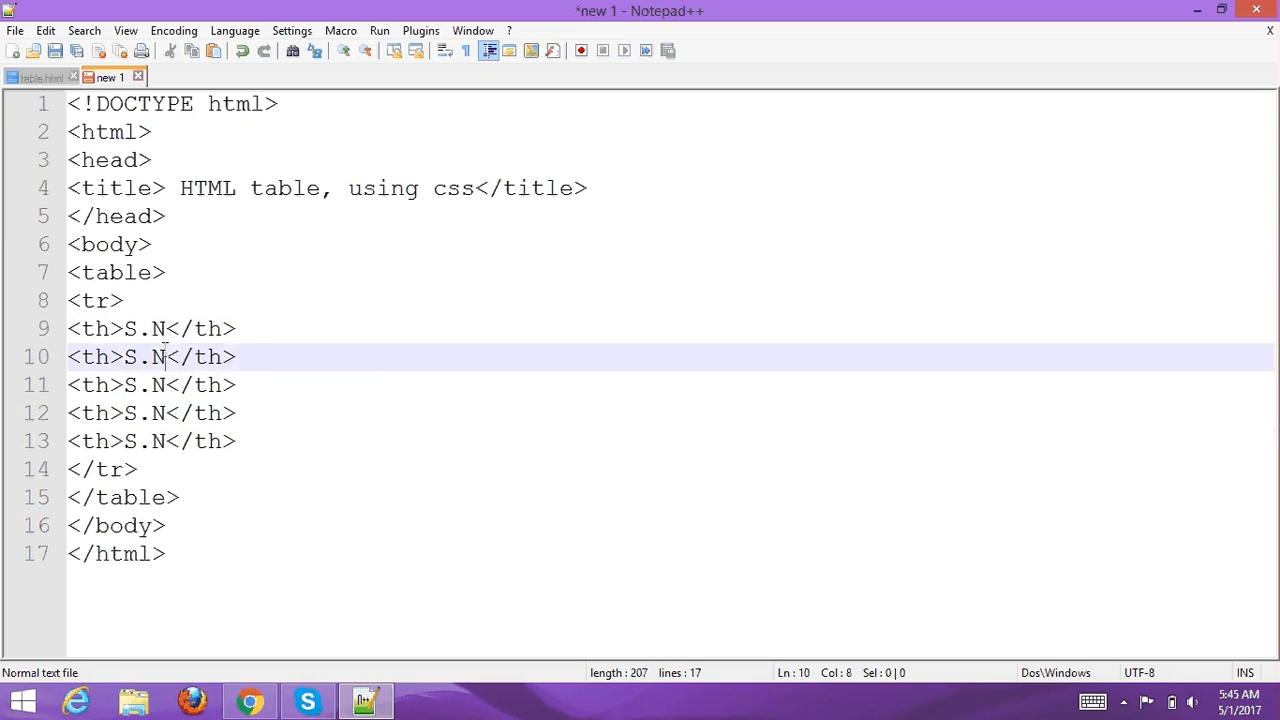 *new 1 - Notepad++
File Edit Search View Encoding Language Settings Macro Run Plugins Window ? X
table.html new 1
1 <!DOCTYPE html>
2 <html>
3 <head>
4 <title> HTML table, using css</title>
5 </head>
6 <body>
7 <table>
8 <tr>
9 <th>S.N</th>
10 <th>S.N</th>
11 <th>S.N</th>
12 <th>S.N</th>
13 <th>S.N</th>
14 </tr>
15 </table>
16 </body>
17 </html>
Normal text file length : 207 lines : 17 Ln : 10 Col : 8 Sel : 0 | 0 Dos\Windows UTF-8 INS
5:45 AM
5/1/2017